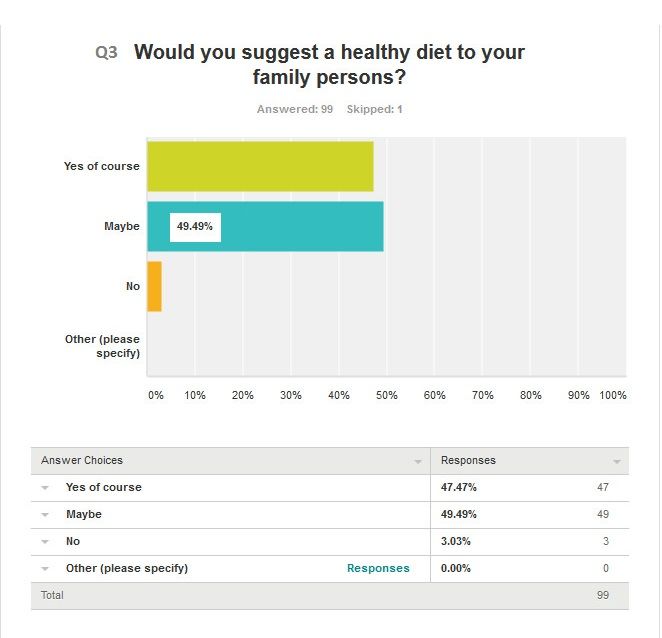 Q3 Would you suggest a healthy diet to your
family persons?
Answered: 99 Skipped: 1
Yes of course
Maybe
49.49%
No
Other (please
specify)
0% 10% 20% 30% 40% 50% 60% 70% 80% 90% 100%
Answer Choices Responses
Yes of course 47.47% 47
Maybe 49.49% 49
No 3.03% 3
Other (please specify) Responses 0.00% 0
Total 99